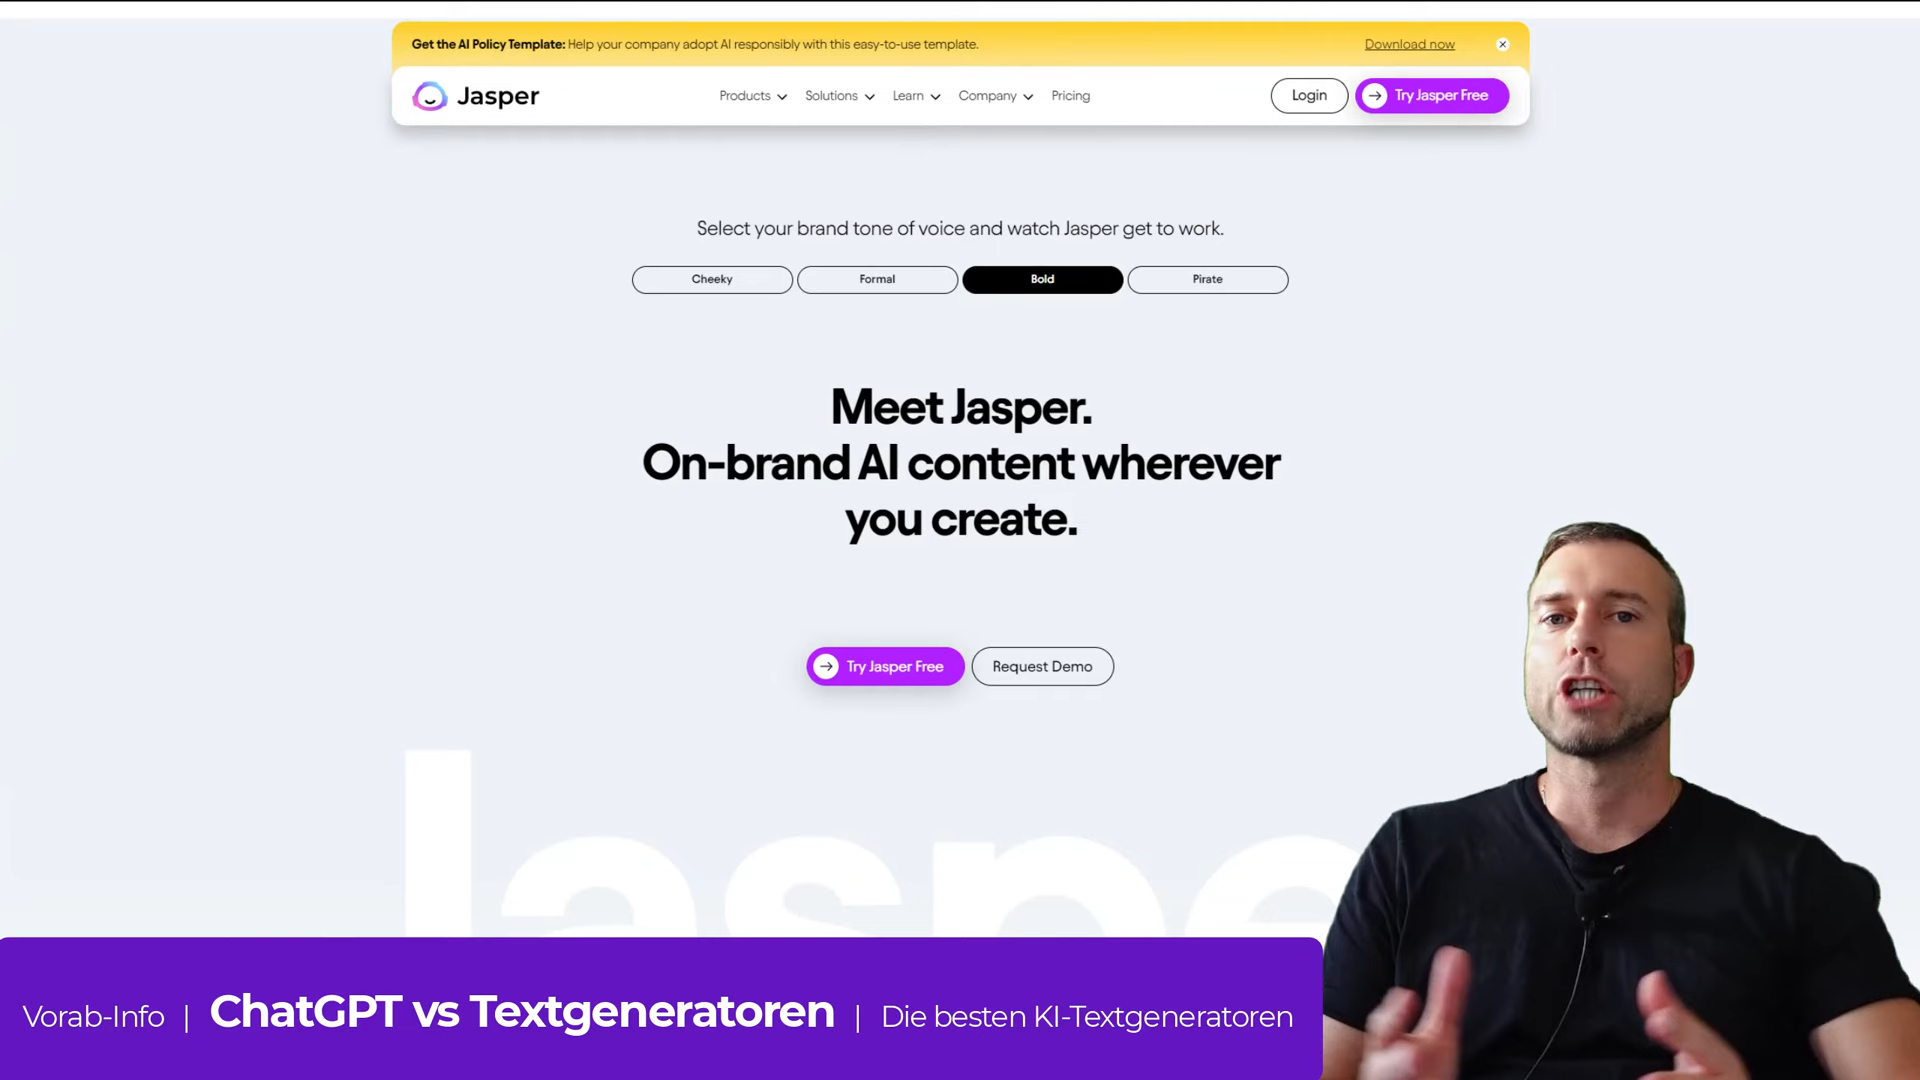 Get the AI Policy Template: Help your company adopt AI responsibly with this easy-to-use template. Download now
Jasper Products Solutions Learn Company Pricing Login Try Jasper Free
Select your brand tone of voice and watch Jasper get to work.
Cheeky Formal Bold Pirate
Meet Jasper.
On-brand AI content wherever
you create.
Try Jasper Free Request Demo
Jaspe
Vorab-Info | ChatGPT vs Textgeneratoren | Die besten KI-Textgeneratoren